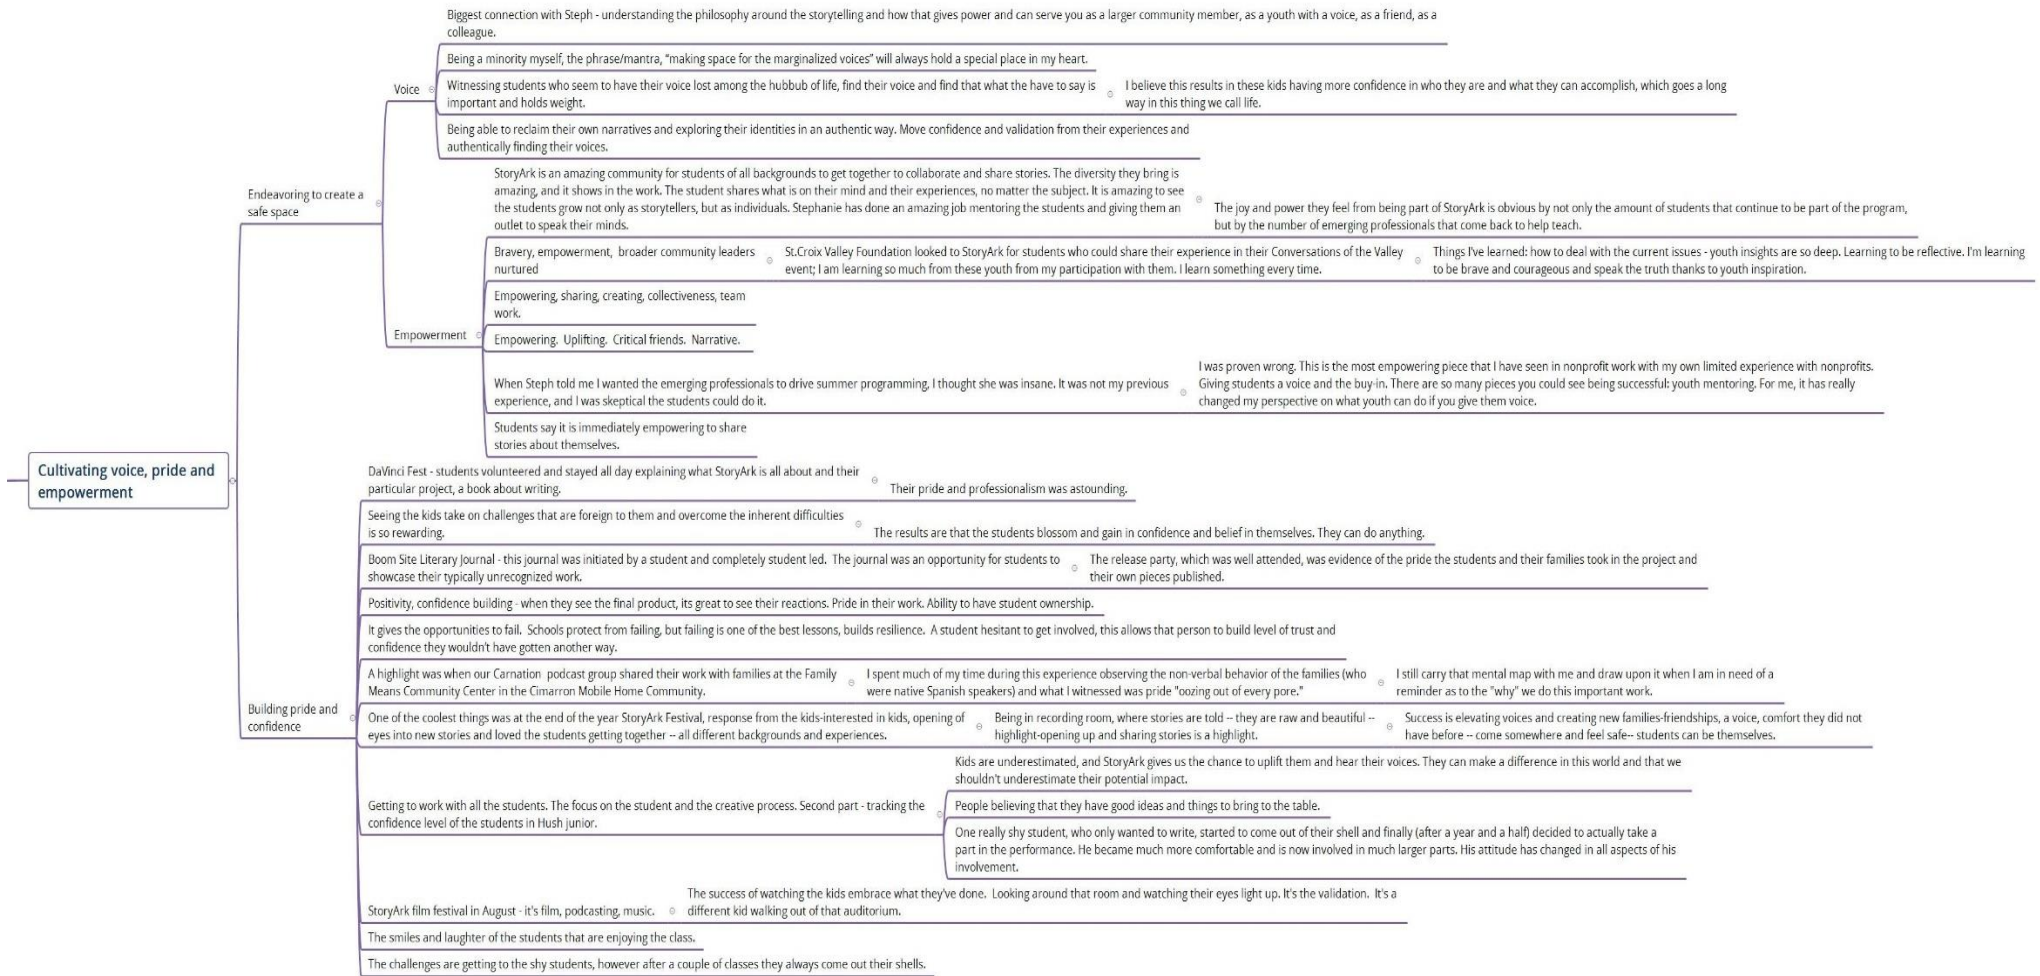 Cultivating voice, pride and
empowerment
Endeavoring to create a
safe space
Voice
Biggest connection with Steph - understanding the philosophy around the storytelling and how that gives power and can serve you as a larger community member, as a youth with a voice, as a friend, as a
colleague.
Being a minority myself, the phrase/mantra, "making space for the marginalized voices" will always hold a special place in my heart.
Witnessing students who seem to have their voice lost among the hubbub of life, find their voice and find that what the have to say is
important and holds weight.
I believe this results in these kids having more confidence in who they are and what they can accomplish, which goes a long
way in this thing we call life.
Being able to reclaim their own narratives and exploring their identities in an authentic way. Move confidence and validation from their experiences and
authentically finding their voices.
Empowerment
StoryArk is an amazing community for students of all backgrounds to get together to collaborate and share stories. The diversity they bring is
amazing, and it shows in the work. The student shares what is on their mind and their experiences, no matter the subject. It is amazing to see
the students grow not only as storytellers, but as individuals. Stephanie has done an amazing job mentoring the students and giving them an
outlet to speak their minds.
The joy and power they feel from being part of StoryArk is obvious by not only the amount of students that continue to be part of the program,
but by the number of emerging professionals that come back to help teach.
Bravery, empowerment,  broader community leaders
nurtured
St.Croix Valley Foundation looked to StoryArk for students who could share their experience in their Conversations of the Valley
event; I am learning so much from these youth from my participation with them. I learn something every time.
Things I've learned: how to deal with the current issues - youth insights are so deep. Learning to be reflective. I'm learning
to be brave and courageous and speak the truth thanks to youth inspiration.
Empowering, sharing, creating, collectiveness, team
work.
Empowering.  Uplifting.  Critical friends.  Narrative.
When Steph told me I wanted the emerging professionals to drive summer programming, I thought she was insane. It was not my previous
experience, and I was skeptical the students could do it.
I was proven wrong. This is the most empowering piece that I have seen in nonprofit work with my own limited experience with nonprofits.
Giving students a voice and the buy-in. There are so many pieces you could see being successful: youth mentoring. For me, it has really
changed my perspective on what youth can do if you give them voice.
Students say it is immediately empowering to share
stories about themselves.
Building pride and
confidence
DaVinci Fest - students volunteered and stayed all day explaining what StoryArk is all about and their
particular project, a book about writing.
Their pride and professionalism was astounding.
Seeing the kids take on challenges that are foreign to them and overcome the inherent difficulties
is so rewarding.
The results are that the students blossom and gain in confidence and belief in themselves. They can do anything.
Boom Site Literary Journal - this journal was initiated by a student and completely student led.  The journal was an opportunity for students to
showcase their typically unrecognized work.
The release party, which was well attended, was evidence of the pride the students and their families took in the project and
their own pieces published.
Positivity, confidence building - when they see the final product, its great to see their reactions. Pride in their work. Ability to have student ownership.
It gives the opportunities to fail.  Schools protect from failing, but failing is one of the best lessons, builds resilience.  A student hesitant to get involved, this allows that person to build level of trust and
confidence they wouldn't have gotten another way.
A highlight was when our Carnation  podcast group shared their work with families at the Family
Means Community Center in the Cimarron Mobile Home Community.
I spent much of my time during this experience observing the non-verbal behavior of the families (who
were native Spanish speakers) and what I witnessed was pride "oozing out of every pore."
I still carry that mental map with me and draw upon it when I am in need of a
reminder as to the "why" we do this important work.
One of the coolest things was at the end of the year StoryArk Festival, response from the kids-interested in kids, opening of
eyes into new stories and loved the students getting together -- all different backgrounds and experiences.
Being in recording room, where stories are told -- they are raw and beautiful --
highlight-opening up and sharing stories is a highlight.
Success is elevating voices and creating new families-friendships, a voice, comfort they did not
have before -- come somewhere and feel safe-- students can be themselves.
Getting to work with all the students. The focus on the student and the creative process. Second part - tracking the
confidence level of the students in Hush junior.
Kids are underestimated, and StoryArk gives us the chance to uplift them and hear their voices. They can make a difference in this world and that we
shouldn't underestimate their potential impact.
People believing that they have good ideas and things to bring to the table.
One really shy student, who only wanted to write, started to come out of their shell and finally (after a year and a half) decided to actually take a
part in the performance. He became much more comfortable and is now involved in much larger parts. His attitude has changed in all aspects of his
involvement.
StoryArk film festival in August - it's film, podcasting, music.
The success of watching the kids embrace what they've done.  Looking around that room and watching their eyes light up. It's the validation.  It's a
different kid walking out of that auditorium.
The smiles and laughter of the students that are enjoying the class.
The challenges are getting to the shy students, however after a couple of classes they always come out their shells.